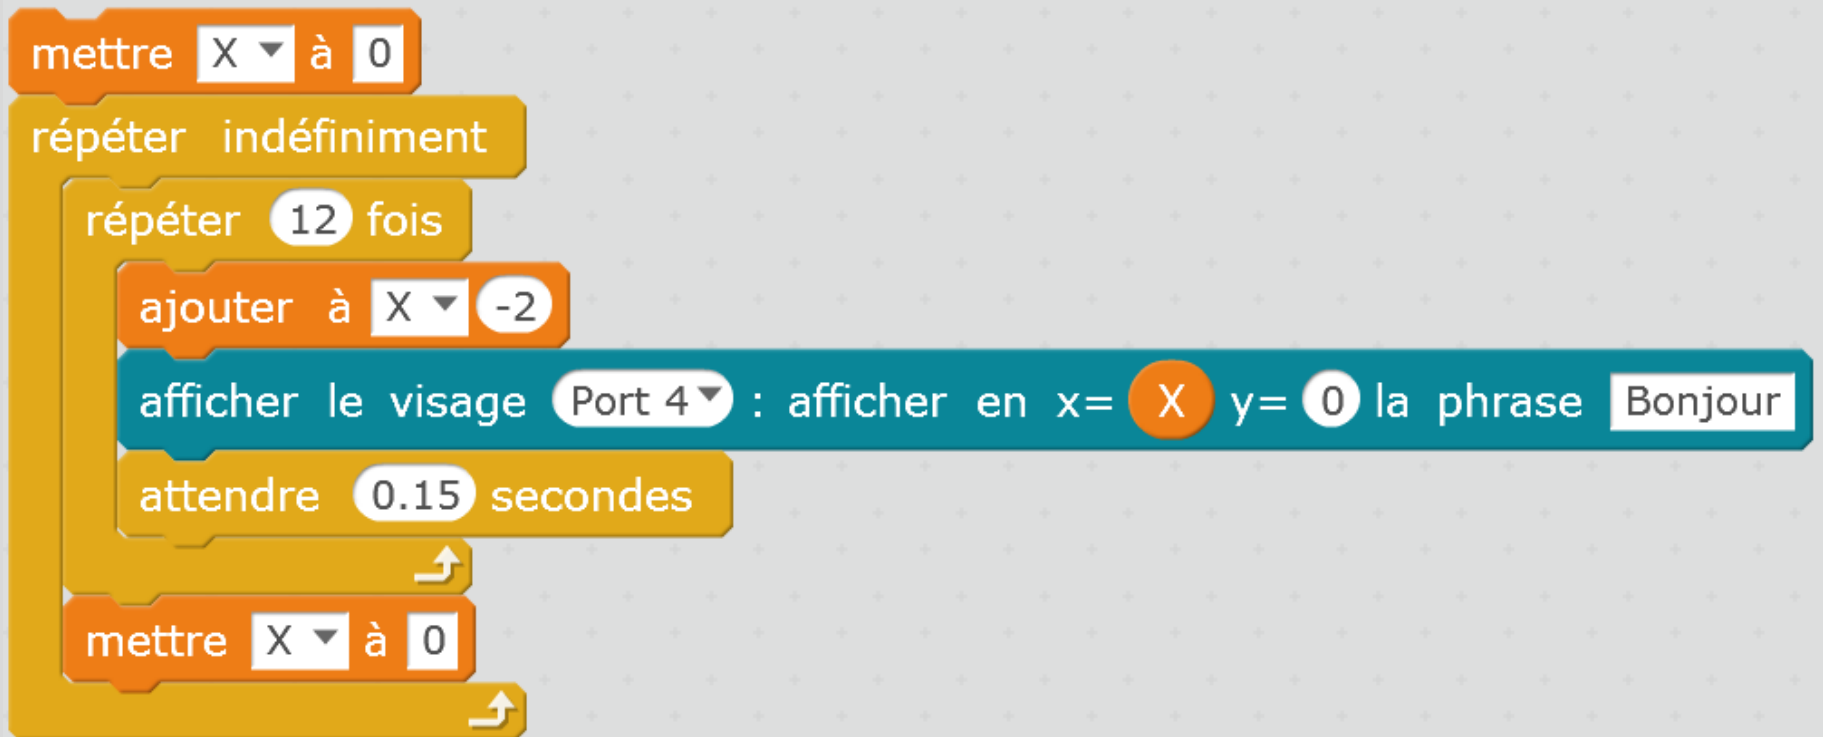 mettre X à 0
répéter indéfiniment
répéter 12 fois
ajouter à X -2
afficher le visage Port 4 : afficher en x= X y= 0 la phrase Bonjour
attendre 0.15 secondes
mettre X à 0